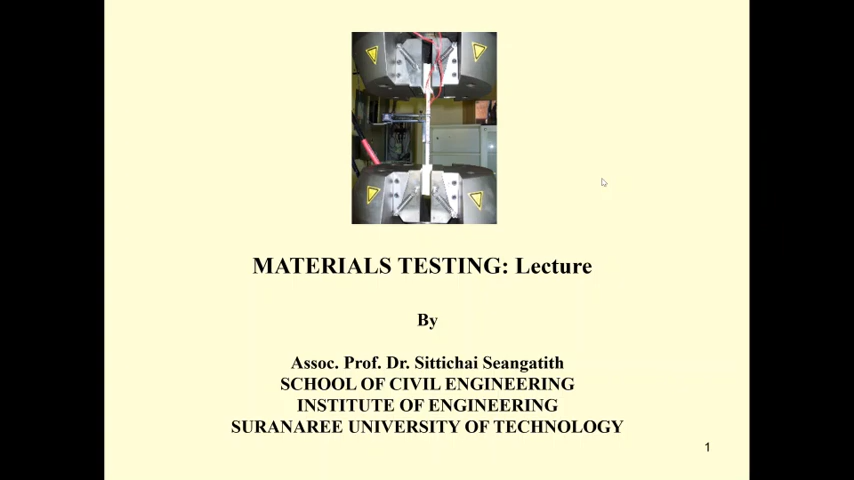 MATERIALS TESTING: Lecture
By
Assoc. Prof. Dr. Sittichai Seangatith
SCHOOL OF CIVIL ENGINEERING
INSTITUTE OF ENGINEERING
SURANAREE UNIVERSITY OF TECHNOLOGY
1